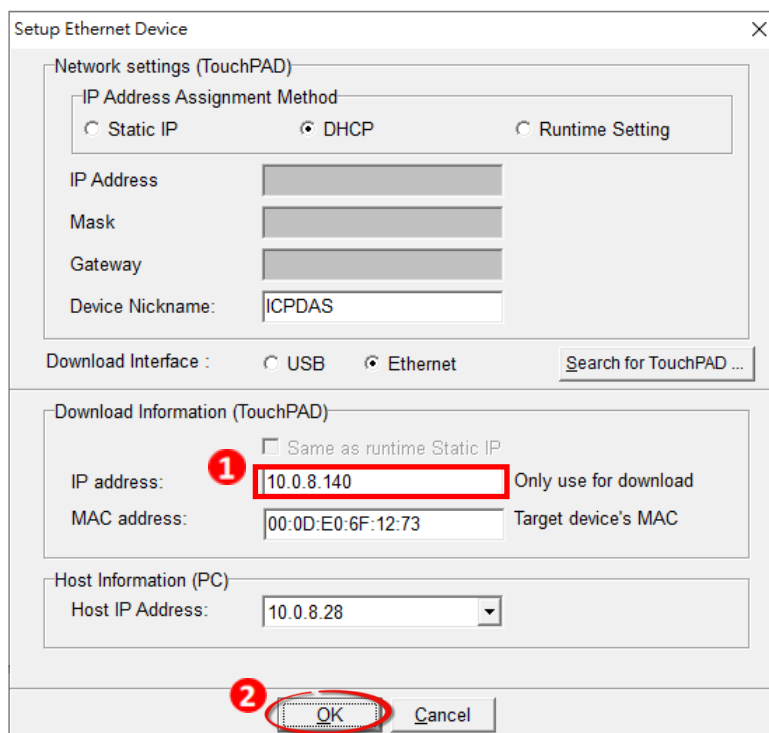 Setup Ethernet Device
Network settings (TouchPAD)
IP Address Assignment Method
Static IP DHCP Runtime Setting
IP Address
Mask
Gateway
Device Nickname: ICPDAS
Download Interface : USB Ethernet Search for TouchPAD ...
Download Information (TouchPAD)
Same as runtime Static IP
1
IP address: 10.0.8.140 Only use for download
MAC address: 00:0D:E0:6F:12:73 Target device's MAC
Host Information (PC)
Host IP Address: 10.0.8.28
2
OK Cancel